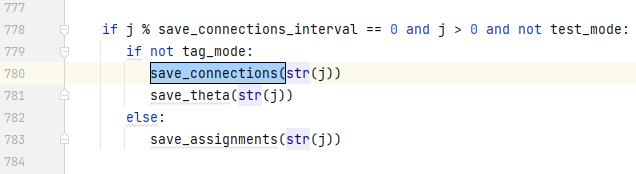 777
778 if j % save_connections_interval == 0 and j > 0 and not test_mode:
779 if not tag_mode:
780 save_connections(str(j))
781 save_theta(str(j))
782 else:
783 save_assignments(str(j))
784